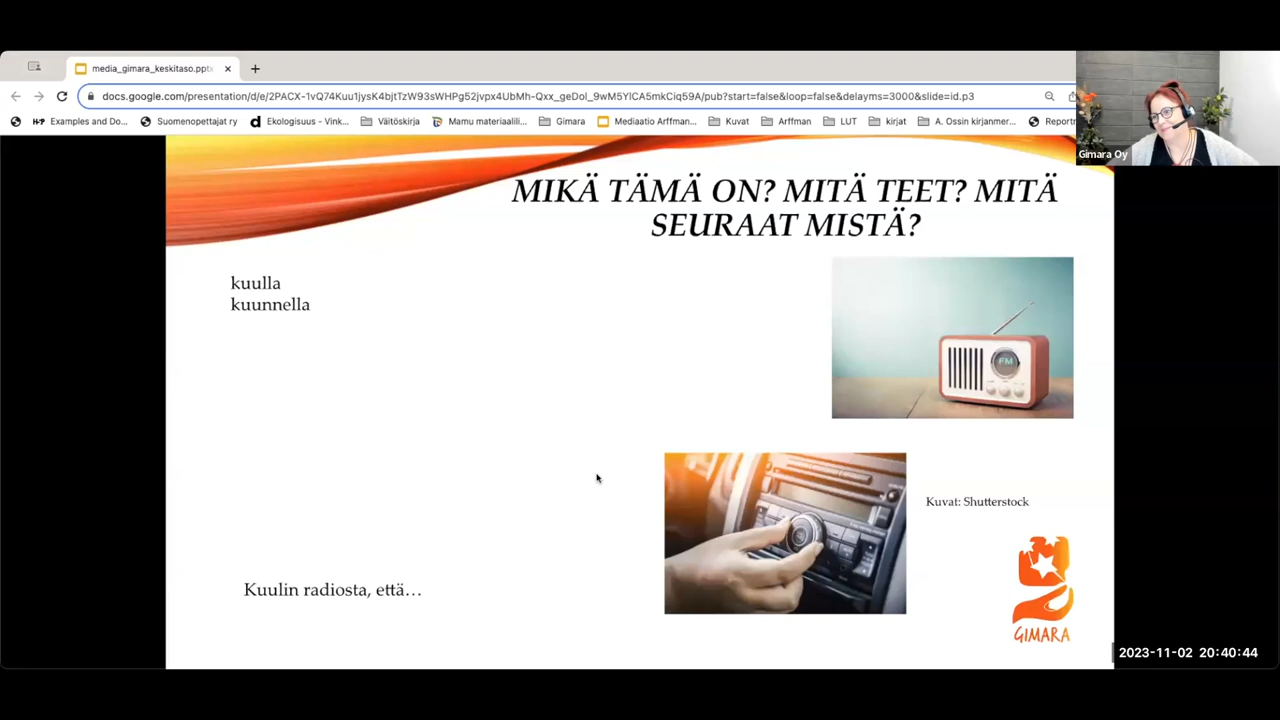 media_gimara_keskitaso.pptx
docs.google.com/presentation/d/e/2PACX-1vQ74Kuu1jysK4bjtTzW93sWHPg52jvpx4UbMh-Qxx_geDol_9wM5YlCA5mkCiq59A/pub?start=false&loop=false&delayms=3000&slide=id.p3
Examples and Do... Suomenopettajat ry Ekologisuus - Vink... Väitöskirja Mamu materiaalili... Gimara Mediaatio Arffman... Kuvat Arffman LUT kirjat A. Ossin kirjanmer... Reportr
Gimara Oy
MIKÄ TÄMÄ ON? MITÄ TEET? MITÄ
SEURAAT MISTÄ?
kuulla
kuunnella
FM
Kuvat: Shutterstock
Kuulin radiosta, että…
GIMARA
2023-11-02 20:40:44